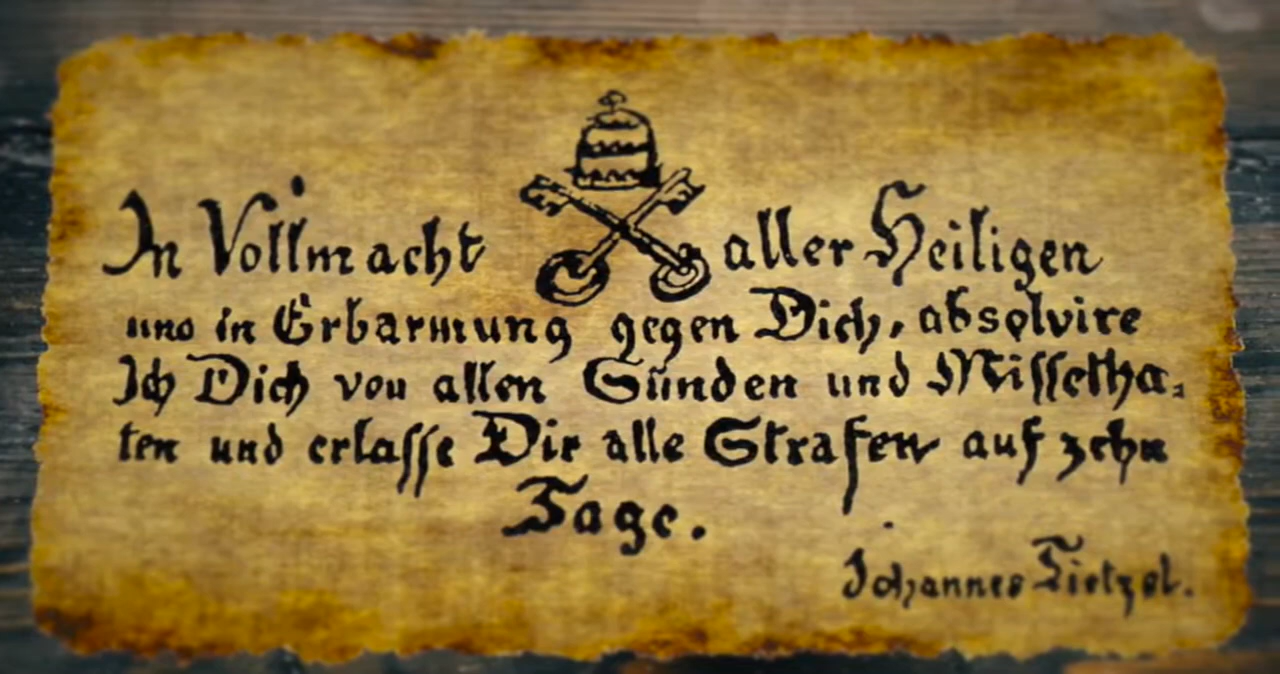 In Vollmacht aller Heiligen
und in Erbarmung gegen Dich, absolvire
Ich Dich von allen Sünden und Missetha⸗
ten und erlasse Dir alle Strafen auf zehn
Tage.
Johannes Tietzel.